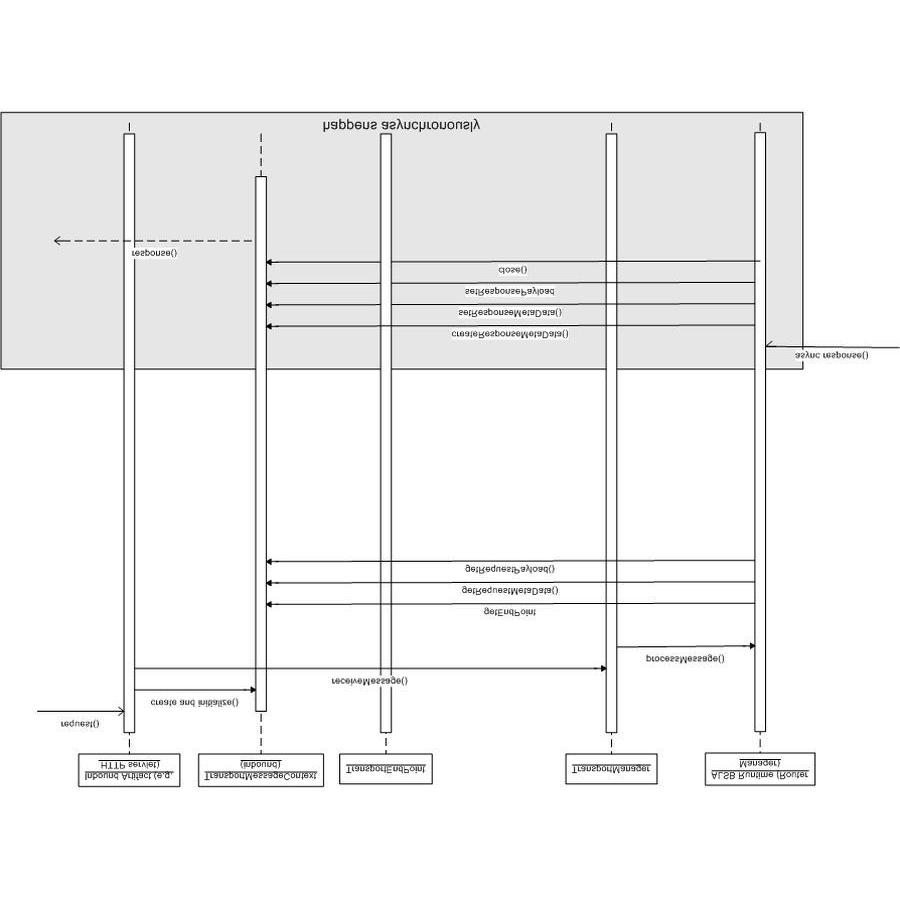 Inbound Artifact (e.g.
HTTP servlet)
TransportMessageContext
(inbound)
TransportEndPoint
TransportManager
ALSB Runtime (Router
Manager)
request()
create and initialize()
receiveMessage()
processMessage()
getEndPoint
getRequestMetaData()
getRequestPayload()
async response()
createResponseMetaData()
setResponseMetaData()
setResponsePayload
close()
response()
happens asynchronously